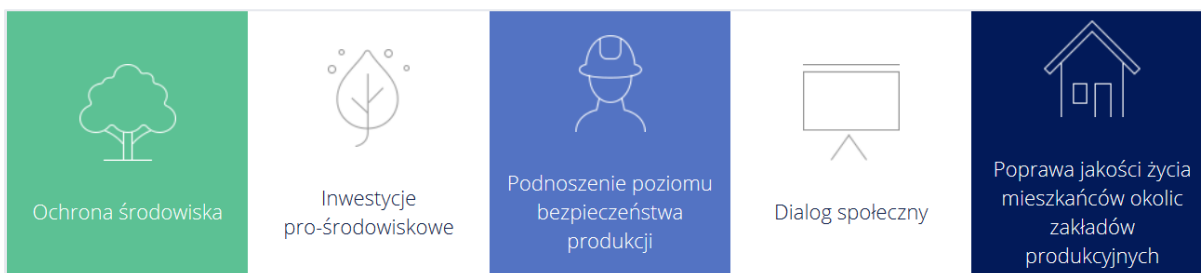 Ochrona środowiska
Inwestycje
pro-środowiskowe
Podnoszenie poziomu
bezpieczeństwa
produkcji
Dialog społeczny
Poprawa jakości życia
mieszkańców okolic
zakładów
produkcyjnych